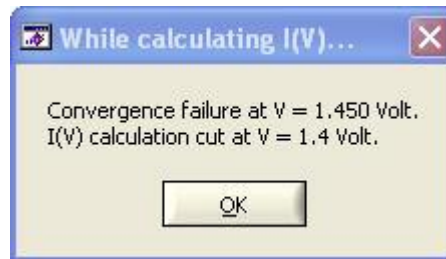 While calculating I(V)...
Convergence failure at V = 1.450 Volt.
I(V) calculation cut at V = 1.4 Volt.
OK